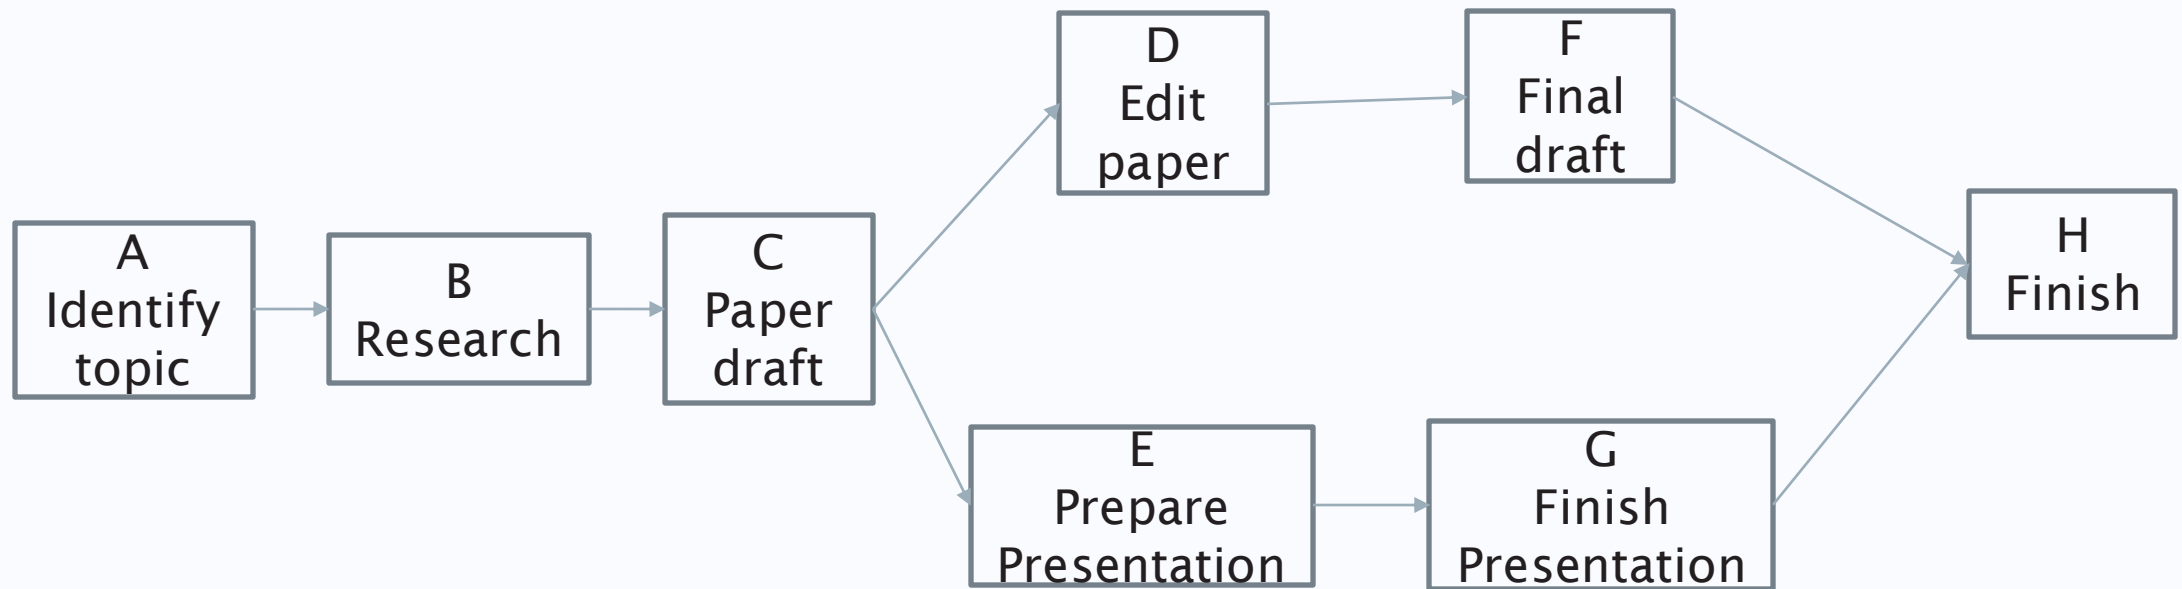 A
Identify
topic
B
Research
C
Paper
draft
D
Edit
paper
F
Final
draft
E
Prepare
Presentation
G
Finish
Presentation
H
Finish